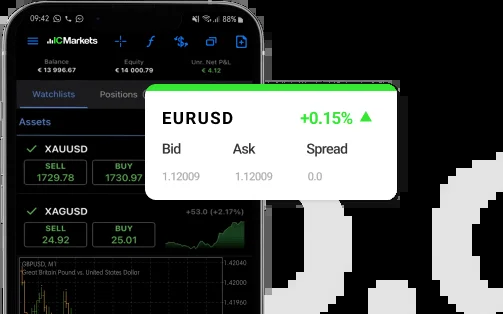 09:42 88%
ICMarkets
Balance Equity Unr. Net P&L
€ 13 996.67 € 14 000.79 € 4.12
Watchlists Positions
Assets
XAUUSD
SELL BUY
1729.78 1730.97
XAGUSD +53.0 (+2.17%)
SELL BUY
24.92 25.01
GBPUSD, M1
Great Britain Pound vs. United States Dollar
1.42040
1.42000
1.41960
EURUSD +0.15%
Bid Ask Spread
1.12009 1.12009 0.0
0.0